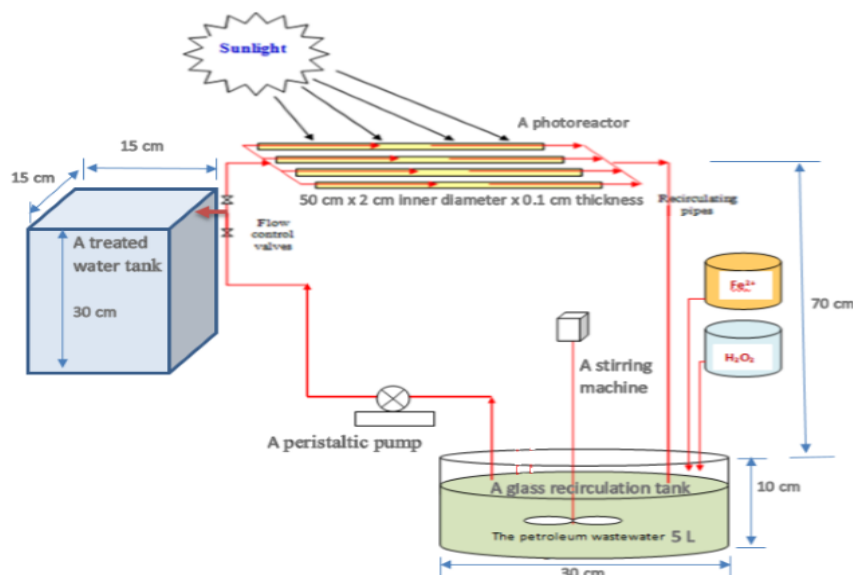 Sunlight
A photoreactor
15 cm
15 cm
50 cm x 2 cm inner diameter x 0.1 cm thickness
Recirculating
pipes
Flow
control
valves
A treated
water tank
30 cm
Fe²⁺
70 cm
H₂O₂
A stirring
machine
A peristaltic pump
A glass recirculation tank
10 cm
The petroleum wastewater 5 L
30 cm